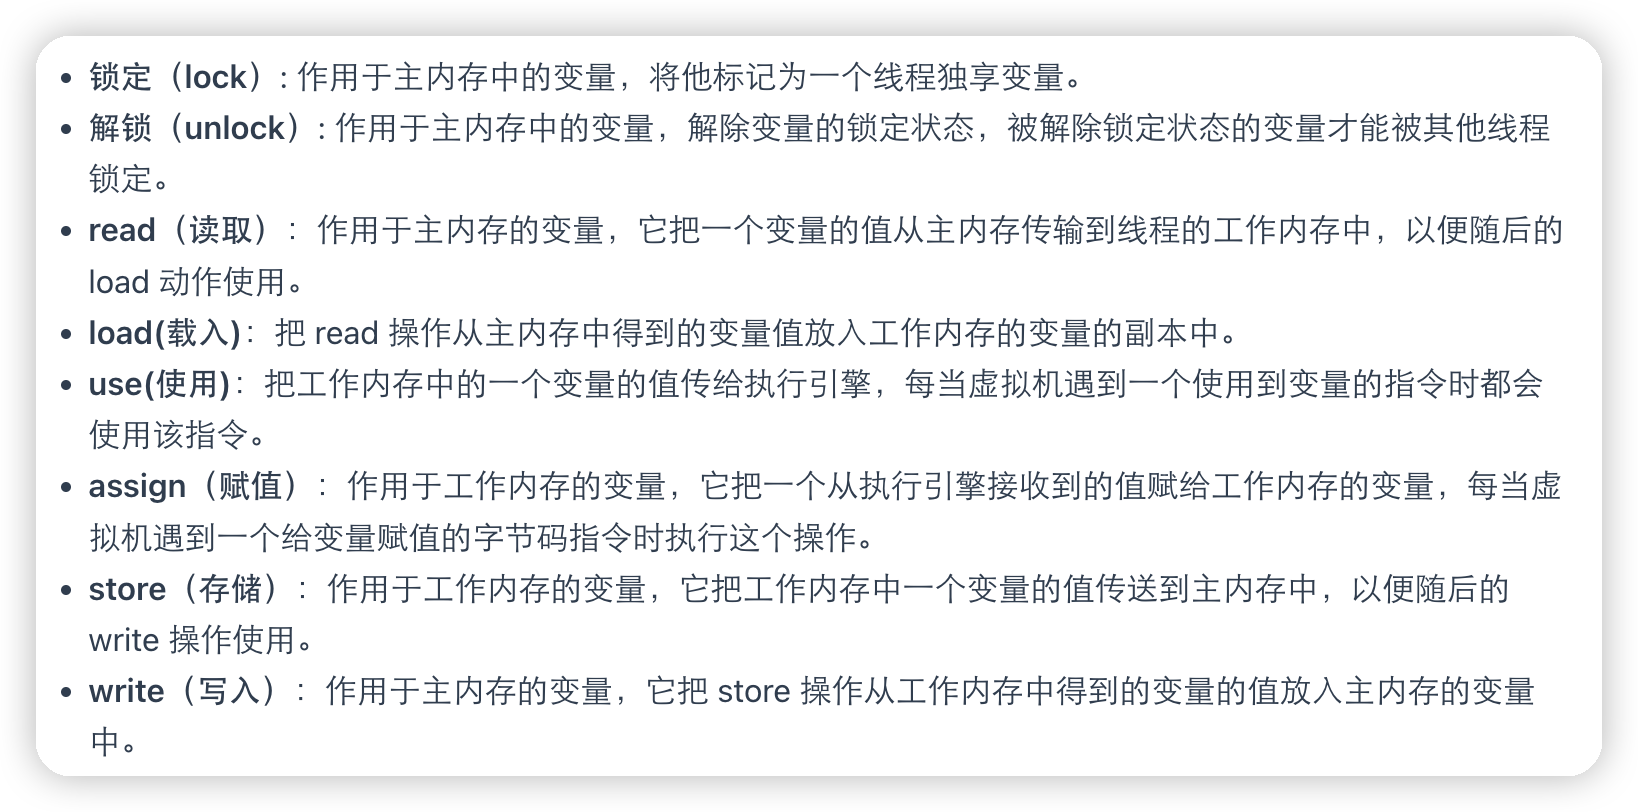 • 锁定（lock）: 作用于主内存中的变量，将他标记为一个线程独享变量。
• 解锁（unlock）: 作用于主内存中的变量，解除变量的锁定状态，被解除锁定状态的变量才能被其他线程
锁定。
• read（读取）：作用于主内存的变量，它把一个变量的值从主内存传输到线程的工作内存中，以便随后的
load 动作使用。
• load(载入)：把 read 操作从主内存中得到的变量值放入工作内存的变量的副本中。
• use(使用)：把工作内存中的一个变量的值传给执行引擎，每当虚拟机遇到一个使用到变量的指令时都会
使用该指令。
• assign（赋值）：作用于工作内存的变量，它把一个从执行引擎接收到的值赋给工作内存的变量，每当虚
拟机遇到一个给变量赋值的字节码指令时执行这个操作。
• store（存储）：作用于工作内存的变量，它把工作内存中一个变量的值传送到主内存中，以便随后的
write 操作使用。
• write（写入）：作用于主内存的变量，它把 store 操作从工作内存中得到的变量的值放入主内存的变量
中。